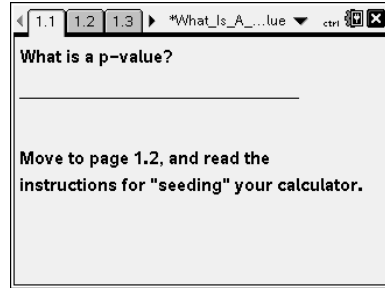 1.1 1.2 1.3 *What_Is_A_...lue ctrl
What is a p-value?
Move to page 1.2, and read the
instructions for "seeding" your calculator.